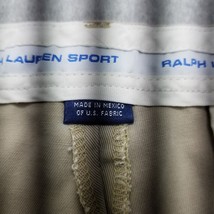 LAUREN SPORT RALPH
MADE IN MEXICO
OF U.S. FABRIC